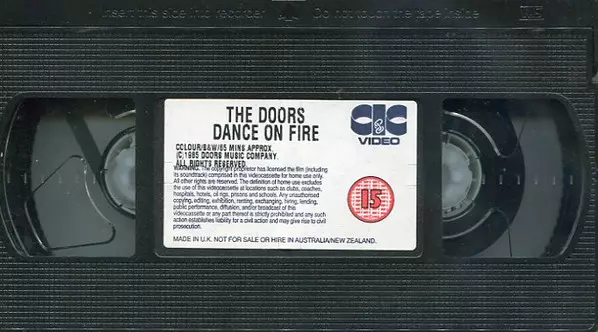 Insert this side into recorder
Do not touch the tape inside
VHS
THE DOORS
DANCE ON FIRE
CIC
VIDEO
COLOUR/B&W/65 MINS APPROX.
(C)1985 DOORS MUSIC COMPANY.
ALL RIGHTS RESERVED.
WARNING: The copyright proprietor has licensed the film (including
its soundtrack) comprised in this videocassette for home use only.
All other rights are reserved. The definition of home use excludes
the use of this videocassette at locations such as clubs, coaches,
hospitals, hotels, oil rigs, prisons and schools. Any unauthorised
copying, editing, exhibition, renting, exchanging, hiring, lending,
public performance, diffusion, and/or broadcast of this
videocassette or any part thereof is strictly prohibited and any such
action establishes liability for a civil action and may give rise to civil
prosecution.
15
MADE IN U.K. NOT FOR SALE OR HIRE IN AUSTRALIA/NEW ZEALAND.